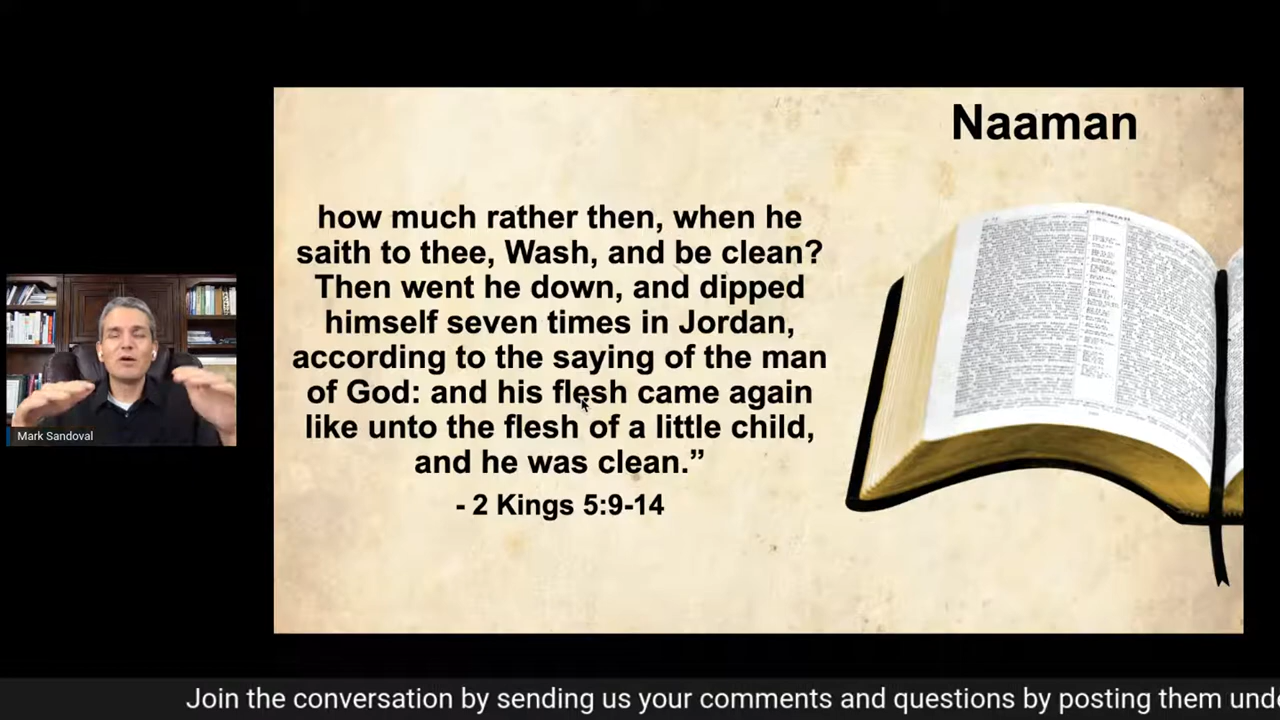 Naaman
how much rather then, when he
saith to thee, Wash, and be clean?
Then went he down, and dipped
himself seven times in Jordan,
according to the saying of the man
of God: and his flesh came again
like unto the flesh of a little child,
and he was clean.”
- 2 Kings 5:9-14
JEREMIAH
Mark Sandoval
Join the conversation by sending us your comments and questions by posting them und